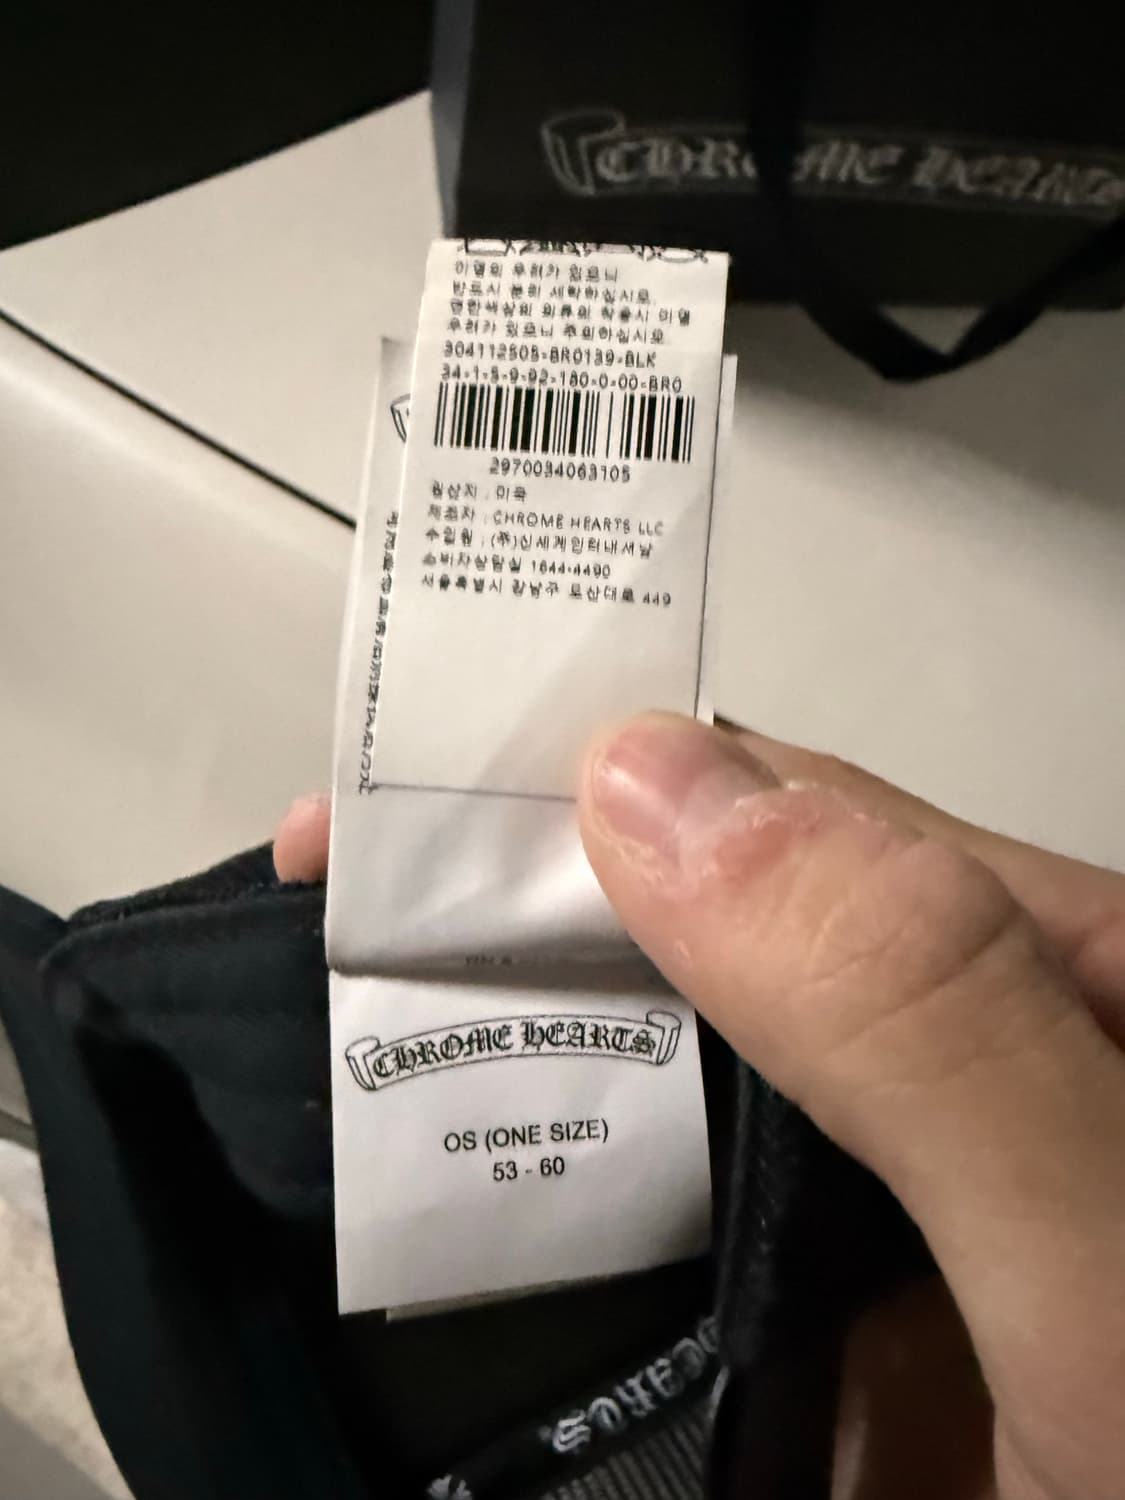 CHROME HEARTS
이염의 우려가 있으니
반드시 분리 세탁하십시오.
연한색상의 의류와 착용시 이염
우려가 있으니 주의하십시오
304112505-BRO139-BLK
34-1-5-9-92-180-0-00-BRO
2970034063105
원산지 : 미국
제조자 : CHROME HEARTS LLC
수입원 : (주)신세계인터내셔날
소비자상담실 1644-4490
서울특별시 강남구 도산대로 449
CHROME HEARTS
OS (ONE SIZE)
53 - 60
HEARTS